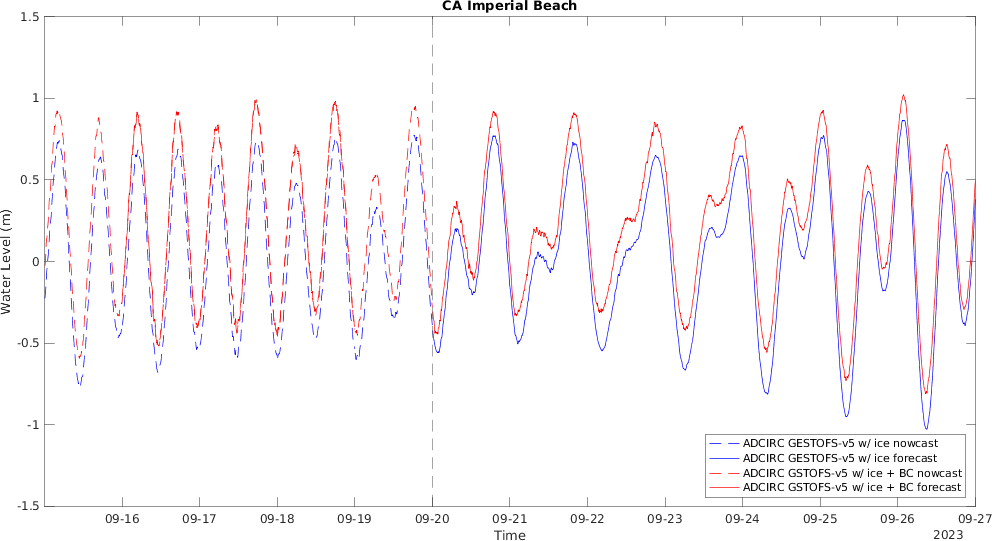 CA Imperial Beach
1.5
1
0.5
0
-0.5
-1
-1.5
Water Level (m)
ADCIRC GESTOFS-v5 w/ ice nowcast
ADCIRC GESTOFS-v5 w/ ice forecast
ADCIRC GSTOFS-v5 w/ ice + BC nowcast
ADCIRC GSTOFS-v5 w/ ice + BC forecast
09-16 09-17 09-18 09-19 09-20 09-21 09-22 09-23 09-24 09-25 09-26 09-27
Time
2023